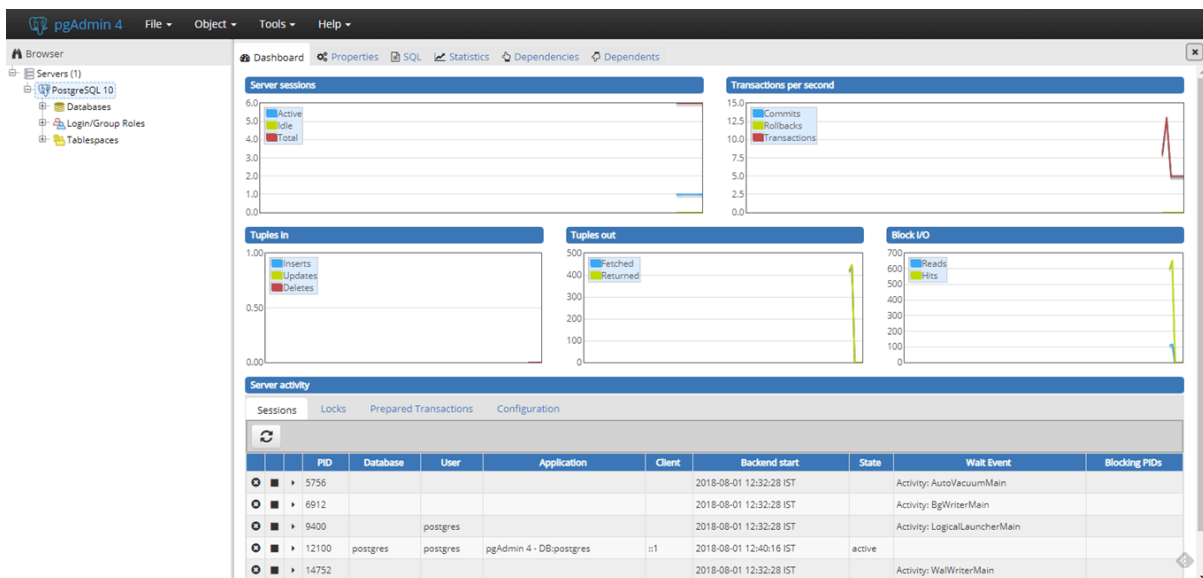 pgAdmin 4 File Object Tools Help
Browser
Dashboard Properties SQL Statistics Dependencies Dependents
Servers (1)
PostgreSQL 10
Databases
Login/Group Roles
Tablespaces
Server sessions
6.0
5.0
4.0
3.0
2.0
1.0
0.0
Active
Idle
Total
Transactions per second
15.0
12.5
10.0
7.5
5.0
2.5
0.0
Commits
Rollbacks
Transactions
Tuples in
1.00
0.50
0.00
Inserts
Updates
Deletes
Tuples out
500
400
300
200
100
0
Fetched
Returned
Block I/O
700
600
500
400
300
200
100
0
Reads
Hits
Server activity
Sessions Locks Prepared Transactions Configuration
PID Database User Application Client Backend start State Wait Event Blocking PIDs
5756 2018-08-01 12:32:28 IST Activity: AutoVacuumMain
6912 2018-08-01 12:32:28 IST Activity: BgWriterMain
9400 postgres 2018-08-01 12:32:28 IST Activity: LogicalLauncherMain
12100 postgres postgres pgAdmin 4 - DB:postgres ::1 2018-08-01 12:40:16 IST active
14752 2018-08-01 12:32:28 IST Activity: WalWriterMain